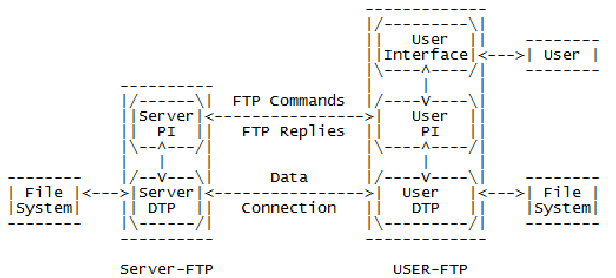 User
Interface
User
FTP Commands
Server
User
PI
FTP Replies
PI
Data
File
Server
User
File
System
DTP
Connection
DTP
System
Server-FTP
USER-FTP